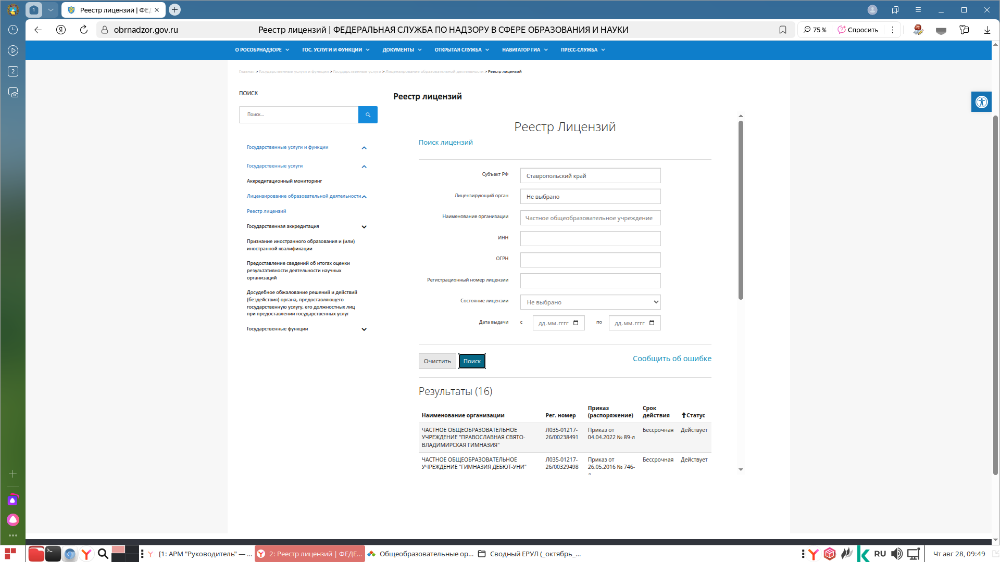 1
Реестр лицензий | ФЕД
obrnadzor.gov.ru
Реестр лицензий | ФЕДЕРАЛЬНАЯ СЛУЖБА ПО НАДЗОРУ В СФЕРЕ ОБРАЗОВАНИЯ И НАУКИ
75 %
Спросить
2
О РОСОБРНАДЗОРЕ
ГОС. УСЛУГИ И ФУНКЦИИ
ДОКУМЕНТЫ
ОТКРЫТАЯ СЛУЖБА
НАВИГАТОР ГИА
ПРЕСС-СЛУЖБА
Главная > Государственные услуги и функции > Государственные услуги > Лицензирование образовательной деятельности > Реестр лицензий
ПОИСК
Поиск...
Государственные услуги и функции
Государственные услуги
Аккредитационный мониторинг
Лицензирование образовательной деятельности
Реестр лицензий
Государственная аккредитация
Признание иностранного образования и (или)
иностранной квалификации
Предоставление сведений об итогах оценки
результативности деятельности научных
организаций
Досудебное обжалование решений и действий
(бездействия) органа, предоставляющего
государственную услугу, его должностных лиц
при предоставлении государственных услуг
Государственные функции
Реестр лицензий
Реестр Лицензий
Поиск лицензий
Субъект РФ
Ставропольский край
Лицензирующий орган
Не выбрано
Наименование организации
Частное общеобразовательное учреждение
ИНН
ОГРН
Регистрационный номер лицензии
Состояние лицензии
Не выбрано
Дата выдачи
с
дд.мм.гггг
по
дд.мм.гггг
Очистить
Поиск
Сообщить об ошибке
Результаты (16)
Наименование организации
Рег. номер
Приказ
(распоряжение)
Срок
действия
Статус
ЧАСТНОЕ ОБЩЕОБРАЗОВАТЕЛЬНОЕ
УЧРЕЖДЕНИЕ "ПРАВОСЛАВНАЯ СВЯТО-
ВЛАДИМИРСКАЯ ГИМНАЗИЯ"
Л035-01217-
26/00238491
Приказ от
04.04.2022 № 89-л
Бессрочная
Действует
ЧАСТНОЕ ОБЩЕОБРАЗОВАТЕЛЬНОЕ
УЧРЕЖДЕНИЕ "ГИМНАЗИЯ ДЕБЮТ-УНИ"
Л035-01217-
26/00329498
Приказ от
26.05.2016 № 746-
Бессрочная
Действует
[1: АРМ "Руководитель" — ...
2: Реестр лицензий | ФЕДЕ...
Общеобразовательные ор...
Сводный ЕРУЛ (_октябрь_...
RU
Чт авг 28, 09:49